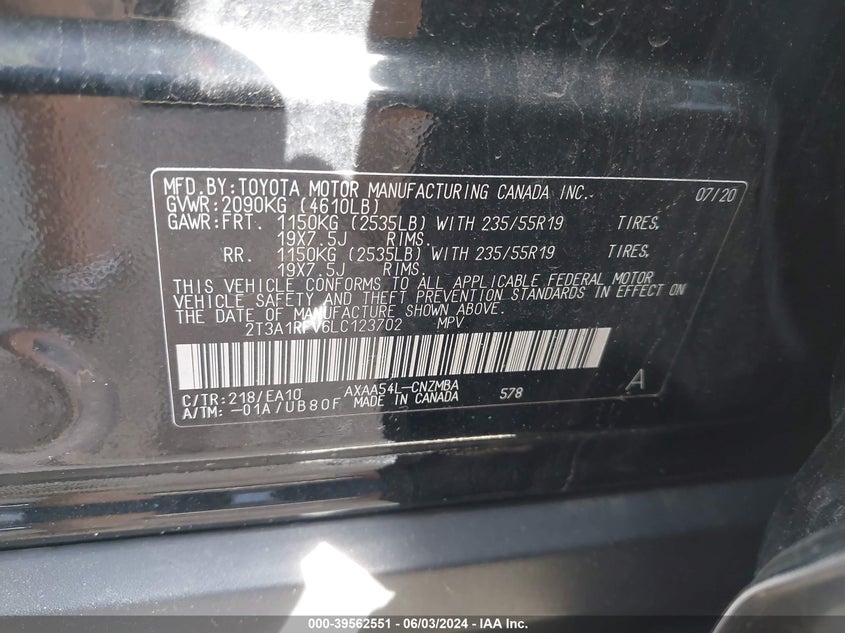 MFD.BY:TOYOTA MOTOR MANUFACTURING CANADA INC. 07/20
GVWR:2090KG (4610LB)
GAWR:FRT. 1150KG (2535LB) WITH 235/55R19 TIRES,
19X7.5J RIMS.
RR. 1150KG (2535LB) WITH 235/55R19 TIRES,
19X7.5J RIMS.
THIS VEHICLE CONFORMS TO ALL APPLICABLE FEDERAL MOTOR
VEHICLE SAFETY AND THEFT PREVENTION STANDARDS IN EFFECT ON
THE DATE OF MANUFACTURE SHOWN ABOVE.
2T3A1RFV6LC123702 MPV
C/TR:218/EA10 AXAA54L-CNZMBA 578 A
A/TM:-01A/UB80F MADE IN CANADA
000-39562551 - 06/03/2024 - IAA Inc.